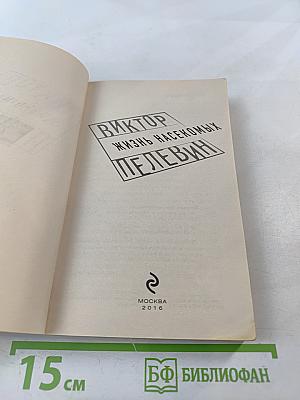 ВИКТОР
ЖИЗНЬ НАСЕКОМЫХ
ПЕЛЕВИН
МОСКВА
2016
15 см
БФ БИБЛИОФАН